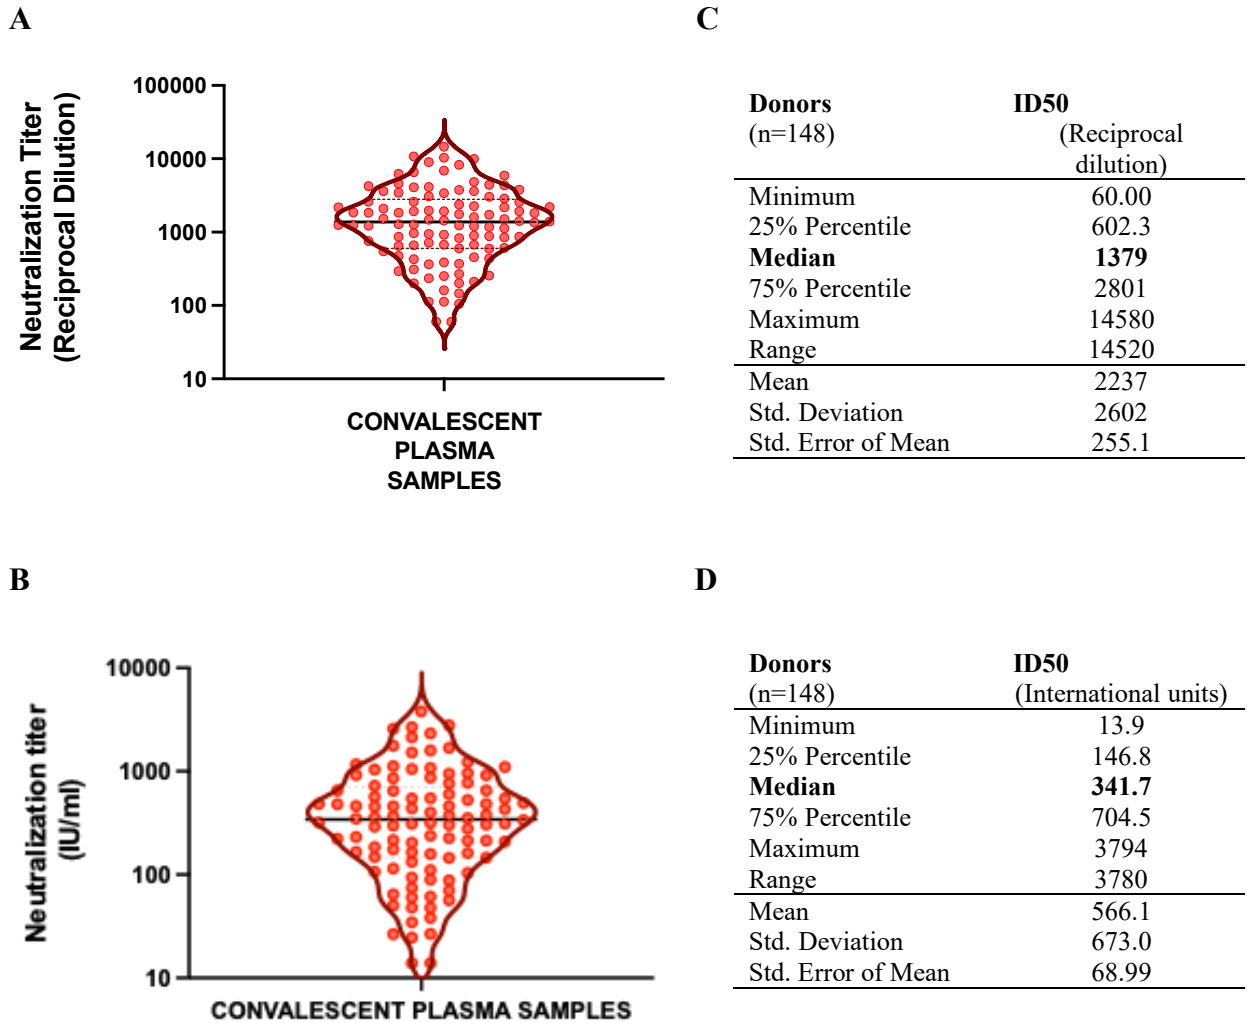 A
Neutralization Titer
(Reciprocal Dilution)
100000
10000
1000
100
10
CONVALESCENT
PLASMA
SAMPLES
C
Donors ID50
(n=148) (Reciprocal
dilution)
Minimum 60.00
25% Percentile 602.3
Median 1379
75% Percentile 2801
Maximum 14580
Range 14520
Mean 2237
Std. Deviation 2602
Std. Error of Mean 255.1
B
Neutralization titer
(IU/ml)
10000
1000
100
10
CONVALESCENT PLASMA SAMPLES
D
Donors ID50
(n=148) (International units)
Minimum 13.9
25% Percentile 146.8
Median 341.7
75% Percentile 704.5
Maximum 3794
Range 3780
Mean 566.1
Std. Deviation 673.0
Std. Error of Mean 68.99